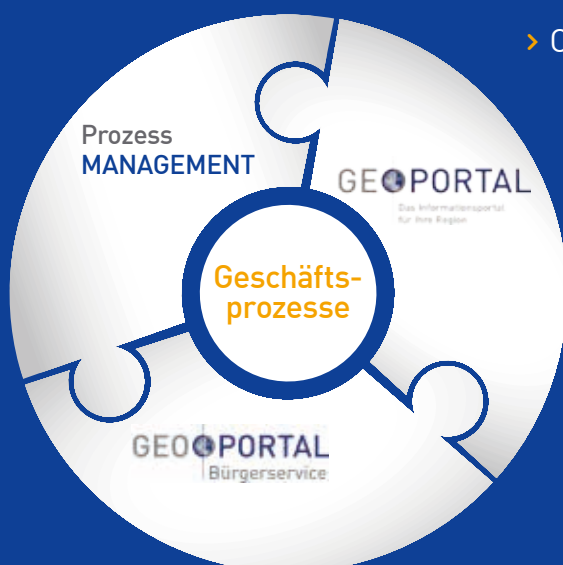 Prozess
MANAGEMENT
GEOPORTAL
Das Informationsportal
für Ihre Region
Geschäfts-
prozesse
GEOPORTAL
Bürgerservice